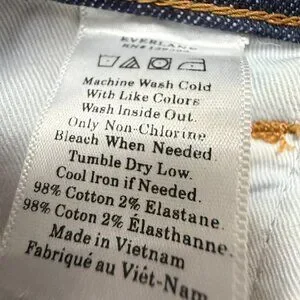 EVERLANE
Machine Wash Cold
With Like Colors
Wash Inside Out.
Only Non-Chlorine
Bleach When Needed.
Tumble Dry Low.
Cool Iron if Needed.
98% Cotton 2% Elastane.
98% Coton 2% Élasthanne.
Made in Vietnam
Fabriqué au Viêt-Nam